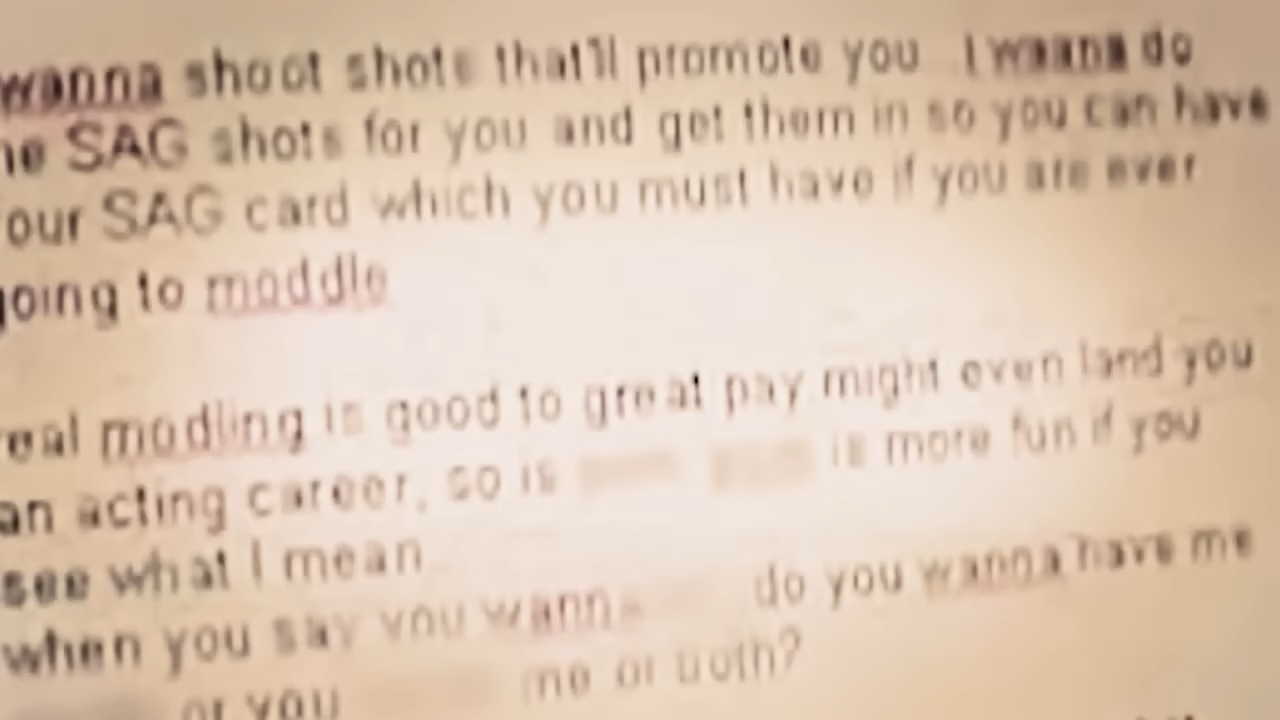 wanna shoot shots that'll promote you I waana do
he SAG shots for you and get them in so you can have
our SAG card which you must have if you are ever
going to moddle
real modling is good to great pay might even land you
an acting career, so is is more fun if you
see what I mean
when you say you wann do you wanna have me
or you me or both?